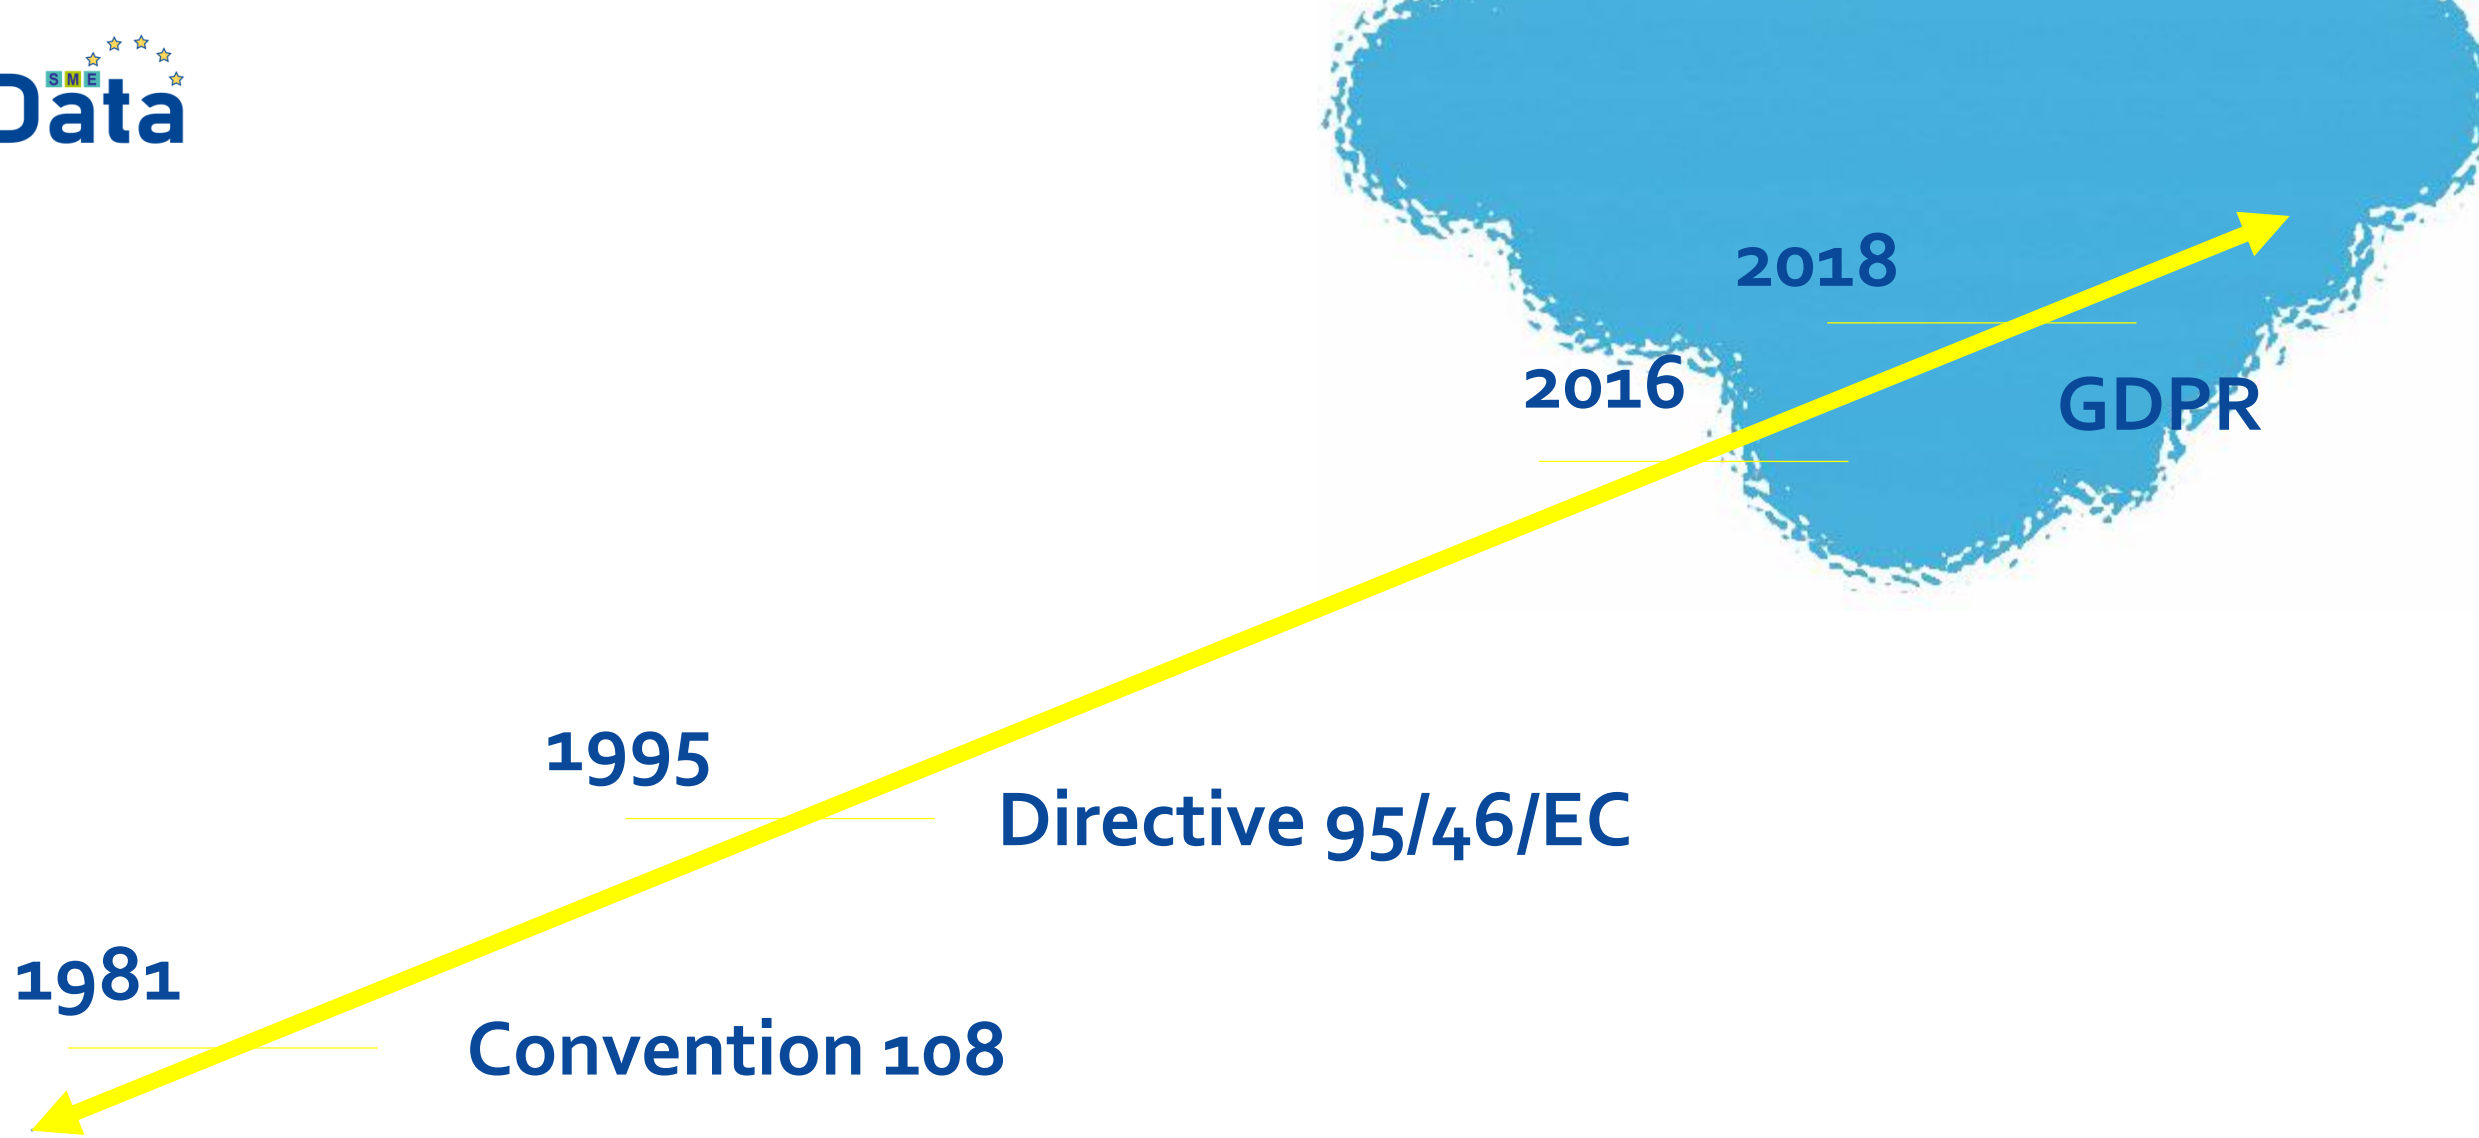 SME
Data
2018
2016
GDPR
1995
Directive 95/46/EC
1981
Convention 108